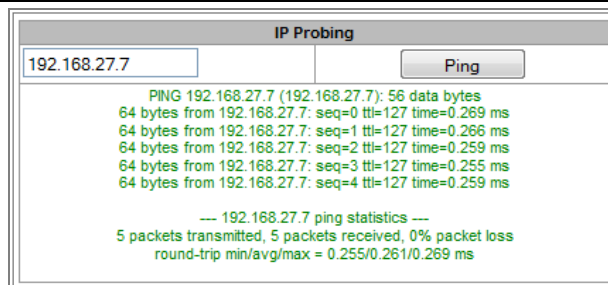 IP Probing
192.168.27.7 Ping
PING 192.168.27.7 (192.168.27.7): 56 data bytes
64 bytes from 192.168.27.7: seq=0 ttl=127 time=0.269 ms
64 bytes from 192.168.27.7: seq=1 ttl=127 time=0.266 ms
64 bytes from 192.168.27.7: seq=2 ttl=127 time=0.259 ms
64 bytes from 192.168.27.7: seq=3 ttl=127 time=0.255 ms
64 bytes from 192.168.27.7: seq=4 ttl=127 time=0.259 ms
--- 192.168.27.7 ping statistics ---
5 packets transmitted, 5 packets received, 0% packet loss
round-trip min/avg/max = 0.255/0.261/0.269 ms